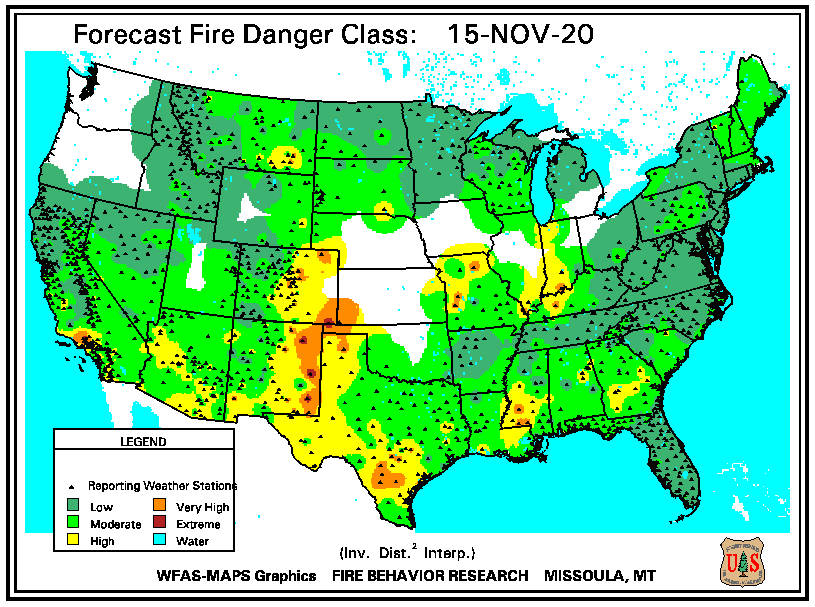 Forecast Fire Danger Class: 15-NOV-20
LEGEND
Reporting Weather Stations
Low Very High
Moderate Extreme
High Water
(Inv. Dist.² Interp.)
WFAS-MAPS Graphics FIRE BEHAVIOR RESEARCH MISSOULA, MT
U S